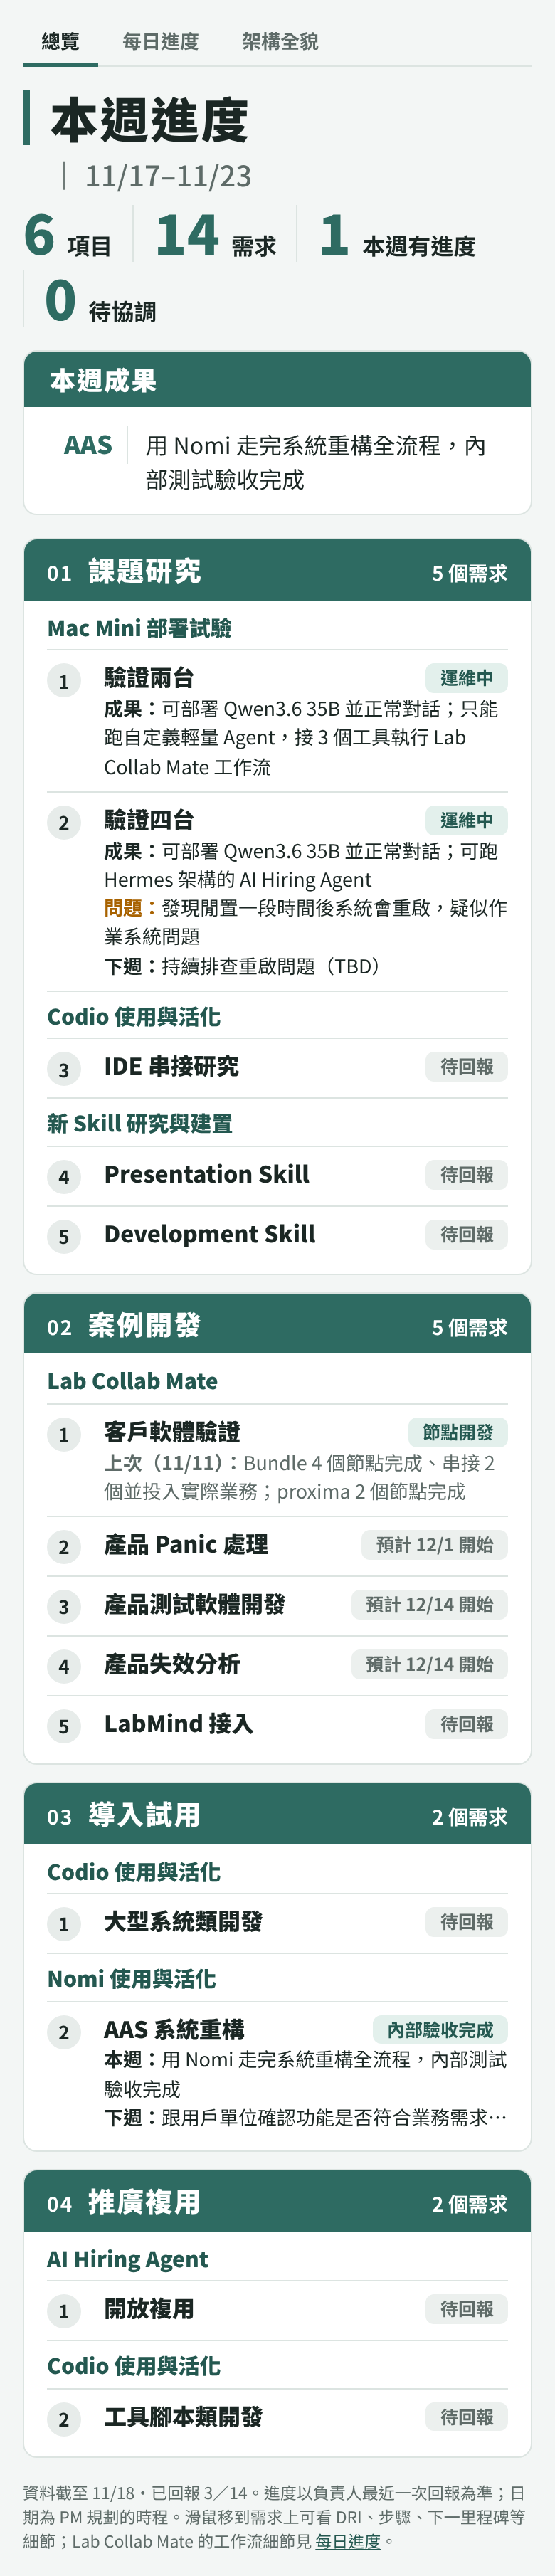 總覽 每日進度 架構全貌
本週進度
11/17–11/23
6 項目 14 需求 1 本週有進度
0 待協調
本週成果
AAS 用 Nomi 走完系統重構全流程，內
部測試驗收完成
01 課題研究 5 個需求
Mac Mini 部署試驗
1 驗證兩台 運維中
成果：可部署 Qwen3.6 35B 並正常對話；只能
跑自定義輕量 Agent，接 3 個工具執行 Lab
Collab Mate 工作流
2 驗證四台 運維中
成果：可部署 Qwen3.6 35B 並正常對話；可跑
Hermes 架構的 AI Hiring Agent
問題：發現閒置一段時間後系統會重啟，疑似作
業系統問題
下週：持續排查重啟問題（TBD）
Codio 使用與活化
3 IDE 串接研究 待回報
新 Skill 研究與建置
4 Presentation Skill 待回報
5 Development Skill 待回報
02 案例開發 5 個需求
Lab Collab Mate
1 客戶軟體驗證 節點開發
上次（11/11）：Bundle 4 個節點完成、串接 2
個並投入實際業務；proxima 2 個節點完成
2 產品 Panic 處理 預計 12/1 開始
3 產品測試軟體開發 預計 12/14 開始
4 產品失效分析 預計 12/14 開始
5 LabMind 接入 待回報
03 導入試用 2 個需求
Codio 使用與活化
1 大型系統類開發 待回報
Nomi 使用與活化
2 AAS 系統重構 內部驗收完成
本週：用 Nomi 走完系統重構全流程，內部測試
驗收完成
下週：跟用戶單位確認功能是否符合業務需求…
04 推廣複用 2 個需求
AI Hiring Agent
1 開放複用 待回報
Codio 使用與活化
2 工具腳本類開發 待回報
資料截至 11/18・已回報 3／14。進度以負責人最近一次回報為準；日
期為 PM 規劃的時程。滑鼠移到需求上可看 DRI、步驟、下一里程碑等
細節；Lab Collab Mate 的工作流細節見 每日進度。